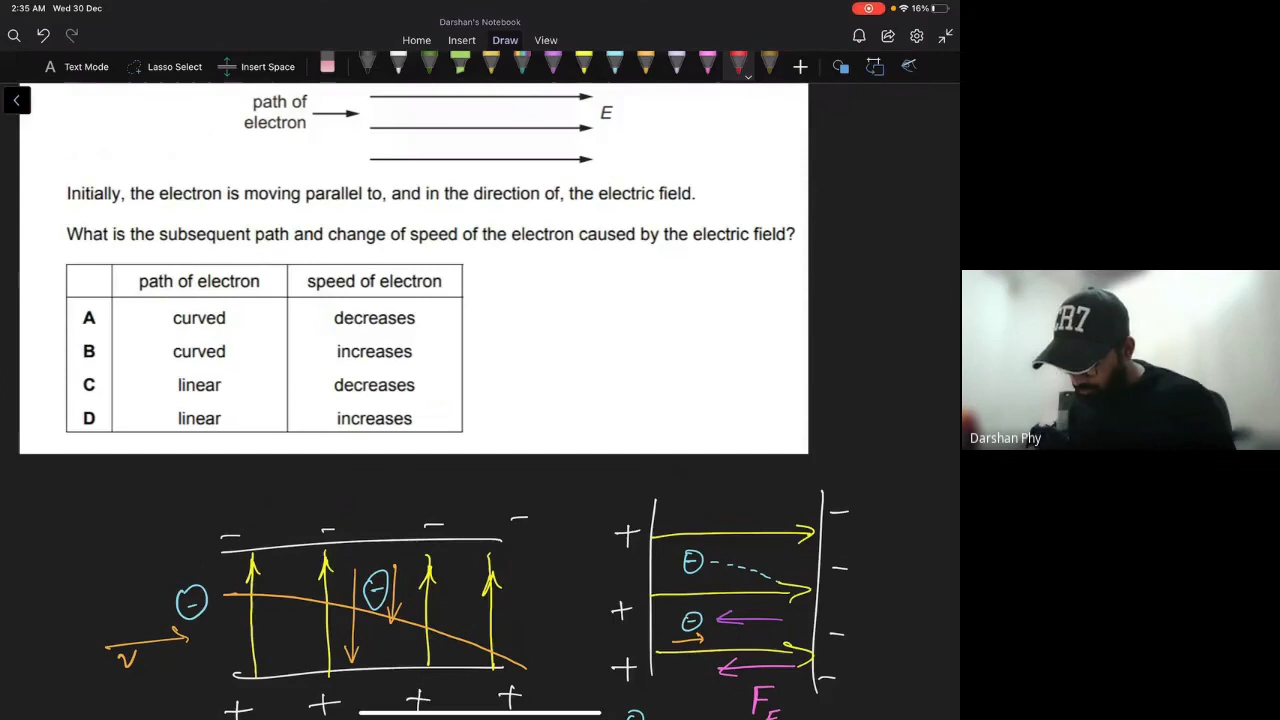 2:35 AM Wed 30 Dec
16%
Darshan's Notebook
Home Insert Draw View
A Text Mode Lasso Select Insert Space
path of
electron
E
Initially, the electron is moving parallel to, and in the direction of, the electric field.
What is the subsequent path and change of speed of the electron caused by the electric field?
path of electron speed of electron
A curved decreases
B curved increases
C linear decreases
D linear increases
CR7
Darshan Phy
- - - -
+ -
⊖ ⊖ ⊖ -
+ ⊖ -
v
+ -
+ + + +
F_E